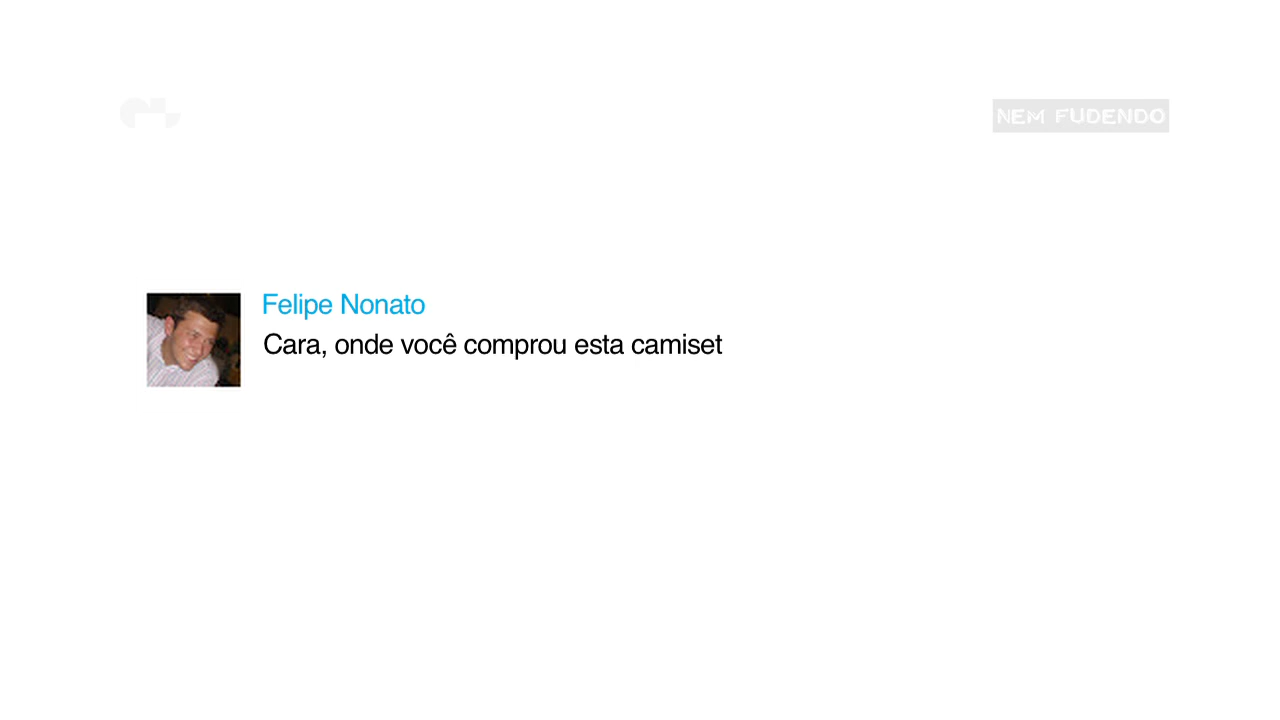 NEM FUDENDO
Felipe Nonato
Cara, onde você comprou esta camiset